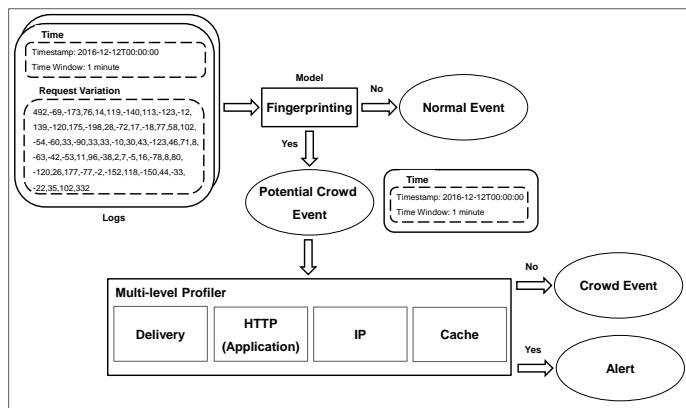 Time
Timestamp: 2016-12-12T00:00:00
Time Window: 1 minute
Request Variation
492,-69,-173,76,14,119,-140,113,-123,-12,
139,-120,175,-198,28,-72,17,-18,77,58,102,
-54,-60,33,-90,33,33,-10,30,43,-123,46,71,8,
-63,-42,-53,11,96,-38,2,7,-5,16,-78,8,80,
-120,26,177,-77,-2,-152,118,-150,44,-33,
-22,35,102,332
Logs
Model
Fingerprinting
No
Normal Event
Yes
Potential Crowd
Event
Time
Timestamp: 2016-12-12T00:00:00
Time Window: 1 minute
Multi-level Profiler
Delivery
HTTP
(Application)
IP
Cache
No
Crowd Event
Yes
Alert